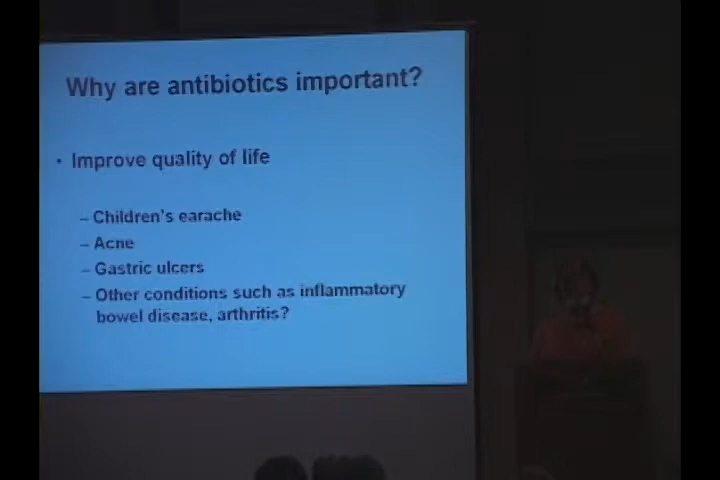 Why are antibiotics important?
• Improve quality of life
– Children's earache
– Acne
– Gastric ulcers
– Other conditions such as inflammatory
bowel disease, arthritis?